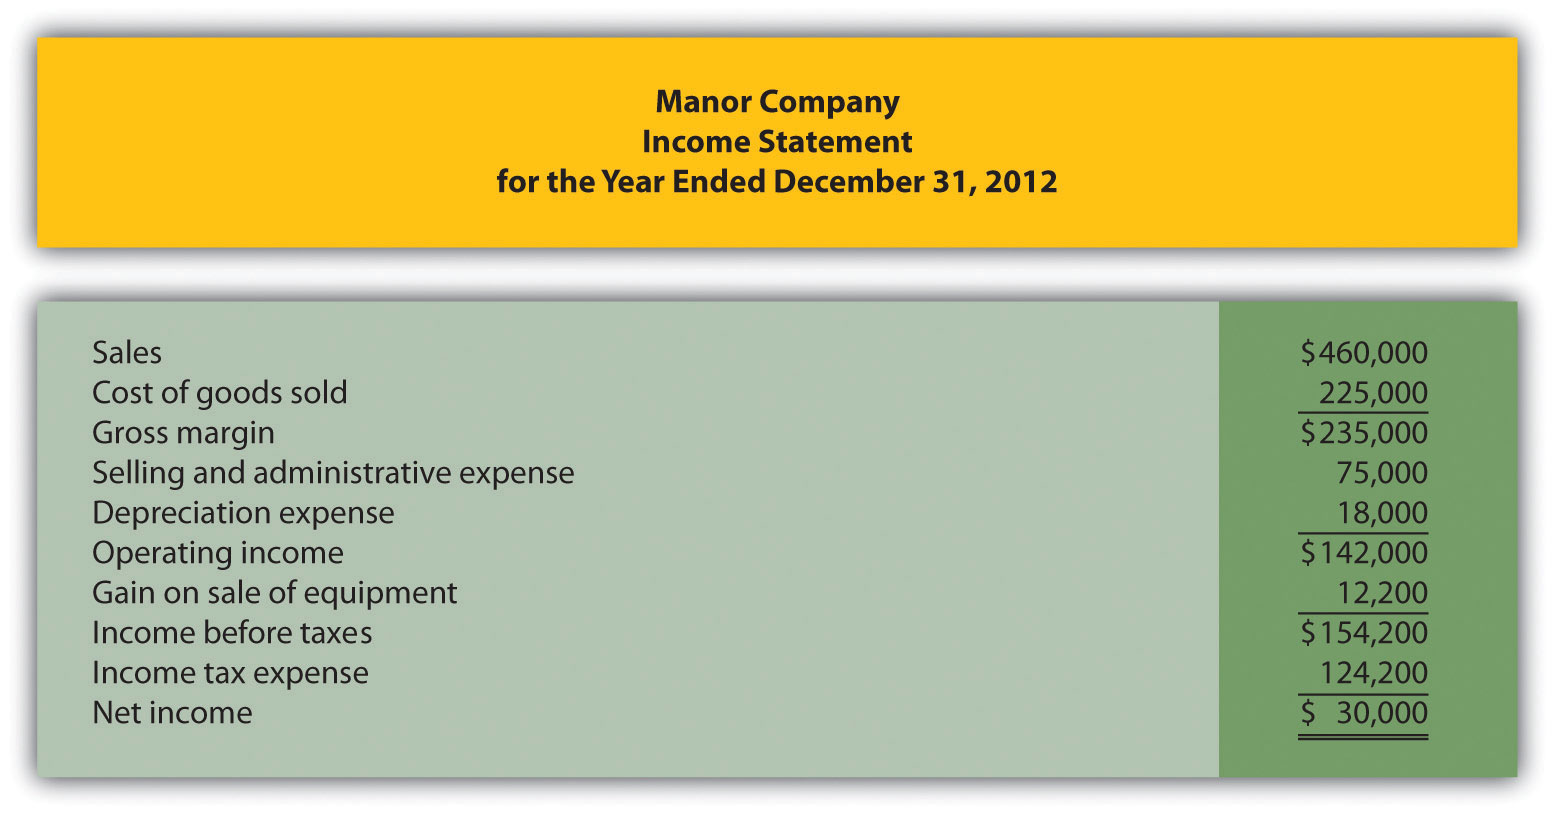 Manor Company
Income Statement
for the Year Ended December 31, 2012
Sales $460,000
Cost of goods sold 225,000
Gross margin $235,000
Selling and administrative expense 75,000
Depreciation expense 18,000
Operating income $142,000
Gain on sale of equipment 12,200
Income before taxes $154,200
Income tax expense 124,200
Net income $ 30,000